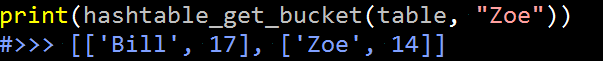 print(hashtable_get_bucket(table, "Zoe"))
#>>> [['Bill', 17], ['Zoe', 14]]